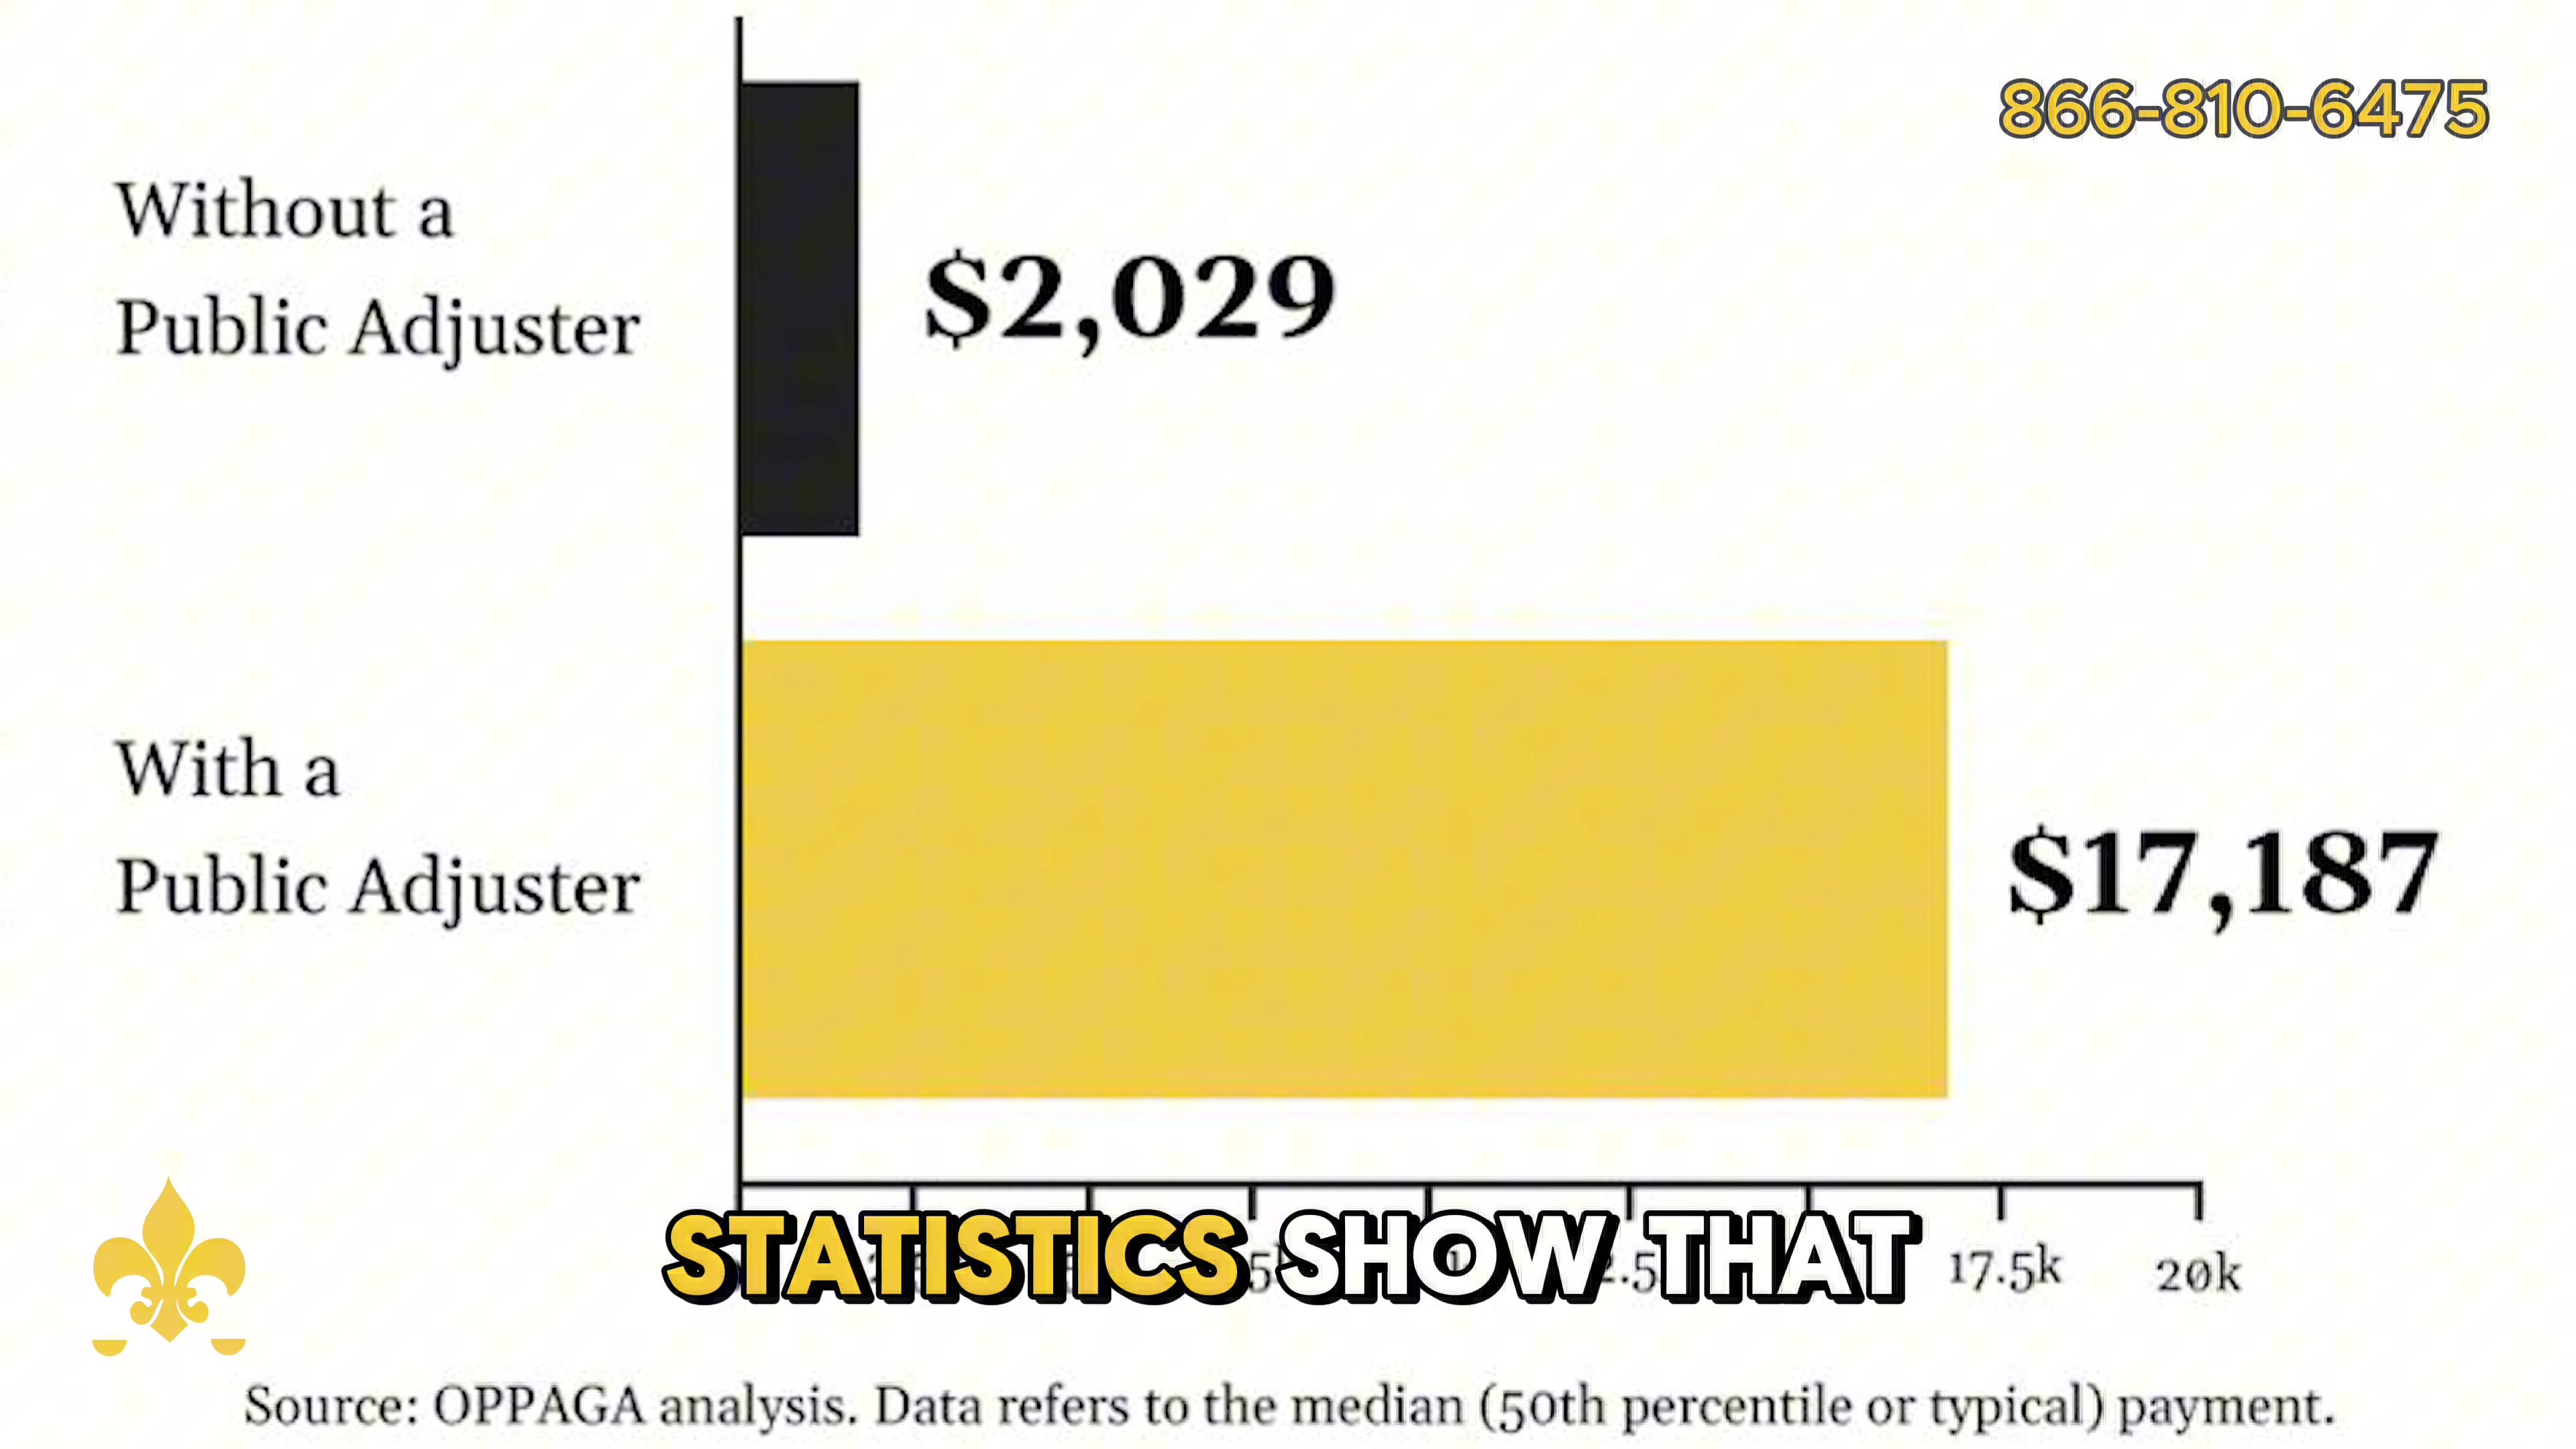 866-810-6475
Without a
Public Adjuster
$2,029
With a
Public Adjuster
$17,187
STATISTICS SHOW THAT
17.5k
20k
Source: OPPAGA analysis. Data refers to the median (50th percentile or typical) payment.